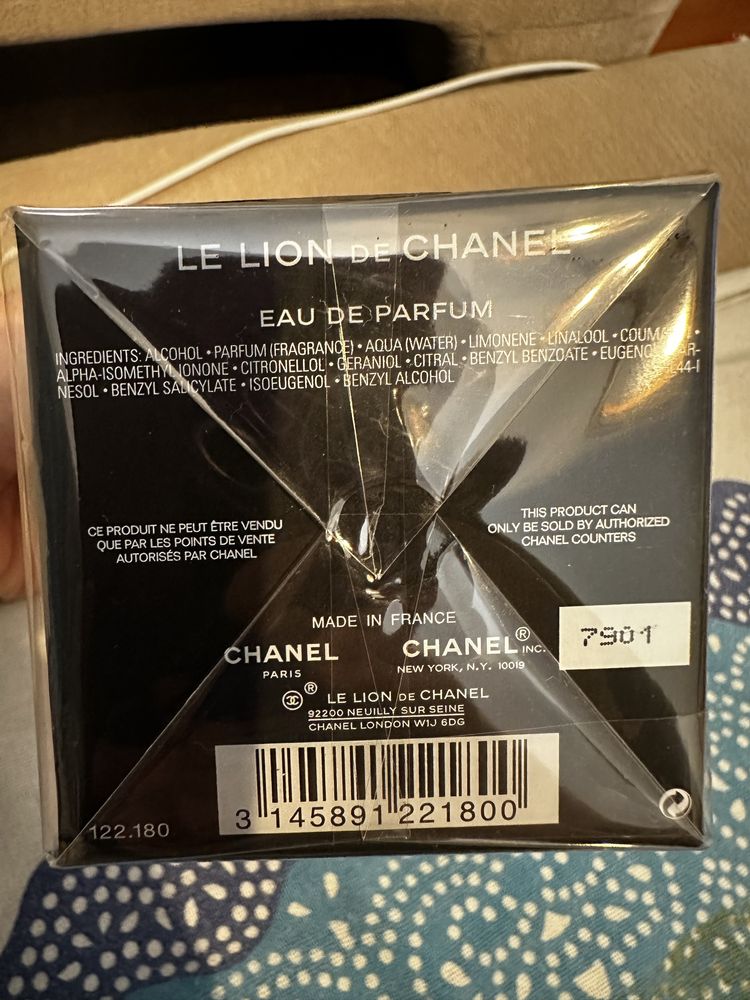 LE LION DE CHANEL
EAU DE PARFUM
INGREDIENTS: ALCOHOL • PARFUM (FRAGRANCE) • AQUA (WATER) • LIMONENE • LINALOOL •
ALPHA-ISOMETHYL IONONE • CITRONELLOL • GERANIOL • CITRAL • BENZYL BENZOATE •
NESOL • BENZYL SALICYLATE • ISOEUGENOL • BENZYL ALCOHOL
CE PRODUIT NE PEUT ÊTRE VENDU
QUE PAR LES POINTS DE VENTE
AUTORISÉS PAR CHANEL
THIS PRODUCT CAN
ONLY BE SOLD BY AUTHORIZED
CHANEL COUNTERS
MADE IN FRANCE
7901
CHANEL
PARIS
CHANEL® INC.
NEW YORK, N.Y. 10019
® LE LION DE CHANEL
92200 NEUILLY SUR SEINE
CHANEL LONDON W1J 6DG
3 145891 221800
122.180